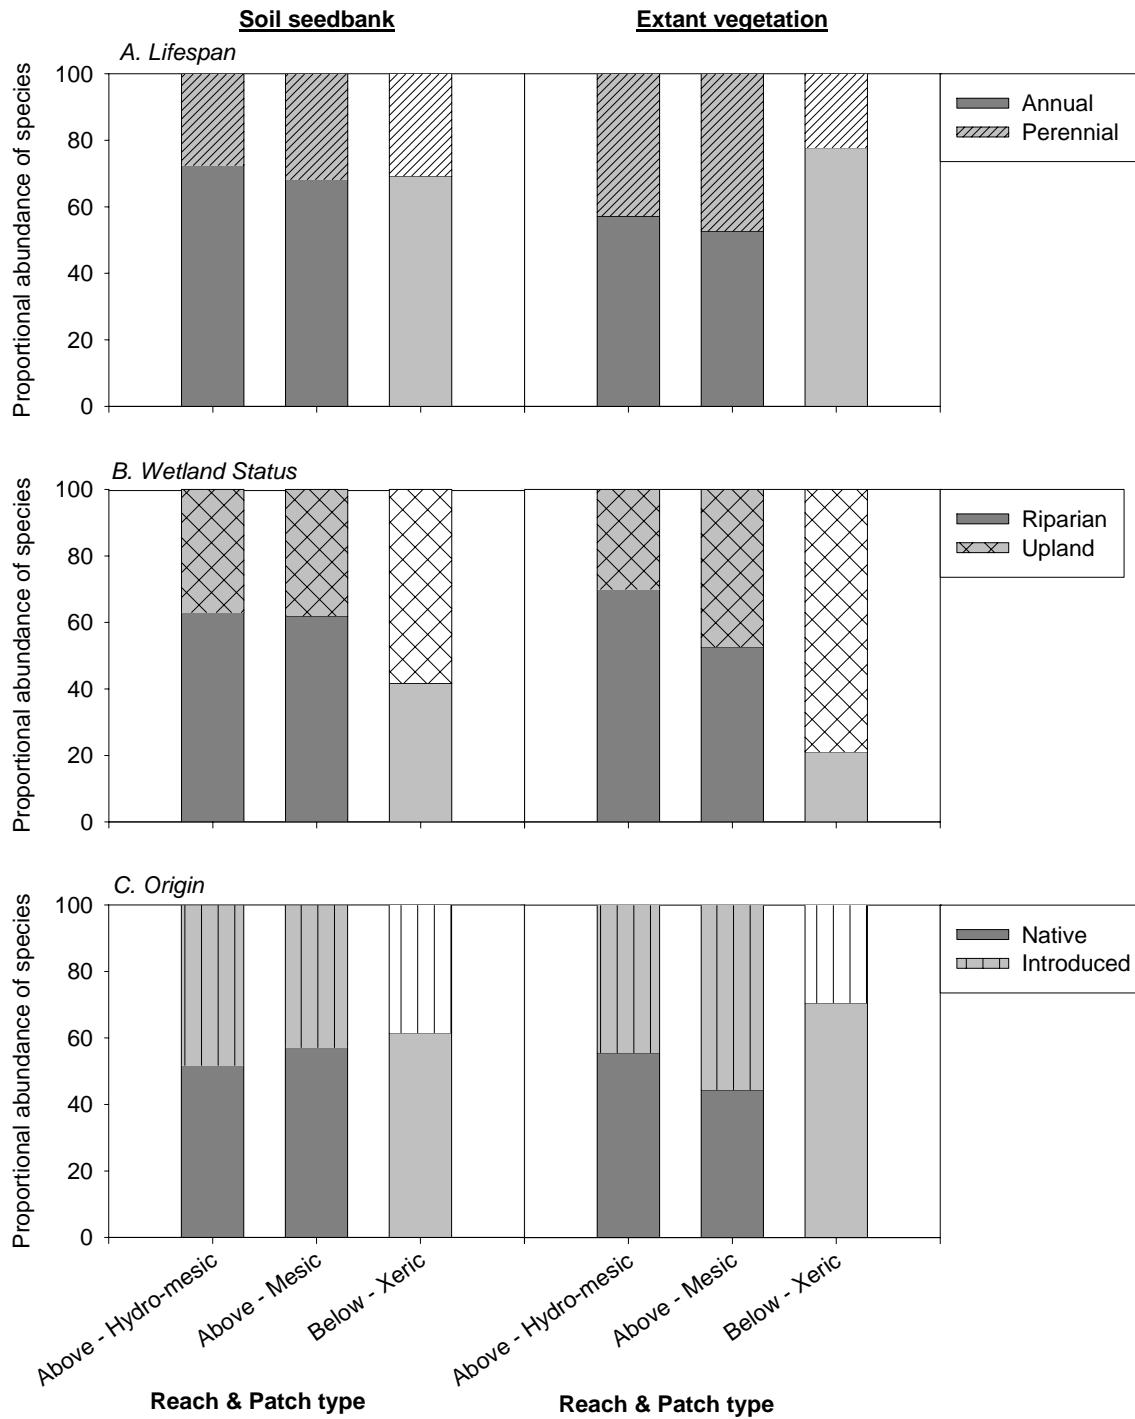 Soil seedbank
Extant vegetation
A. Lifespan
Proportional abundance of species
100
80
60
40
20
0
Annual
Perennial
B. Wetland Status
Proportional abundance of species
100
80
60
40
20
0
Riparian
Upland
C. Origin
Proportional abundance of species
100
80
60
40
20
0
Native
Introduced
Above - Hydro-mesic
Above - Mesic
Below - Xeric
Above - Hydro-mesic
Above - Mesic
Below - Xeric
Reach & Patch type
Reach & Patch type